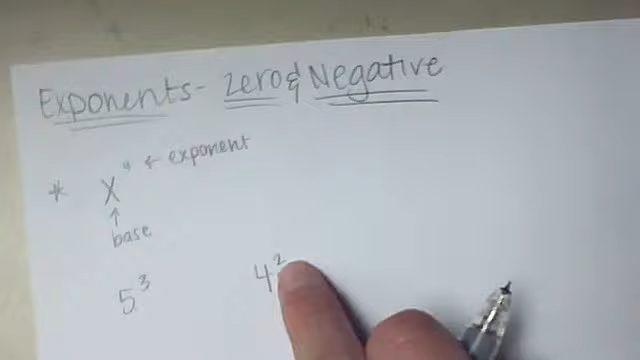 Exponents - Zero & Negative
* x⁴ ← exponent
↑
base
5³ 4²